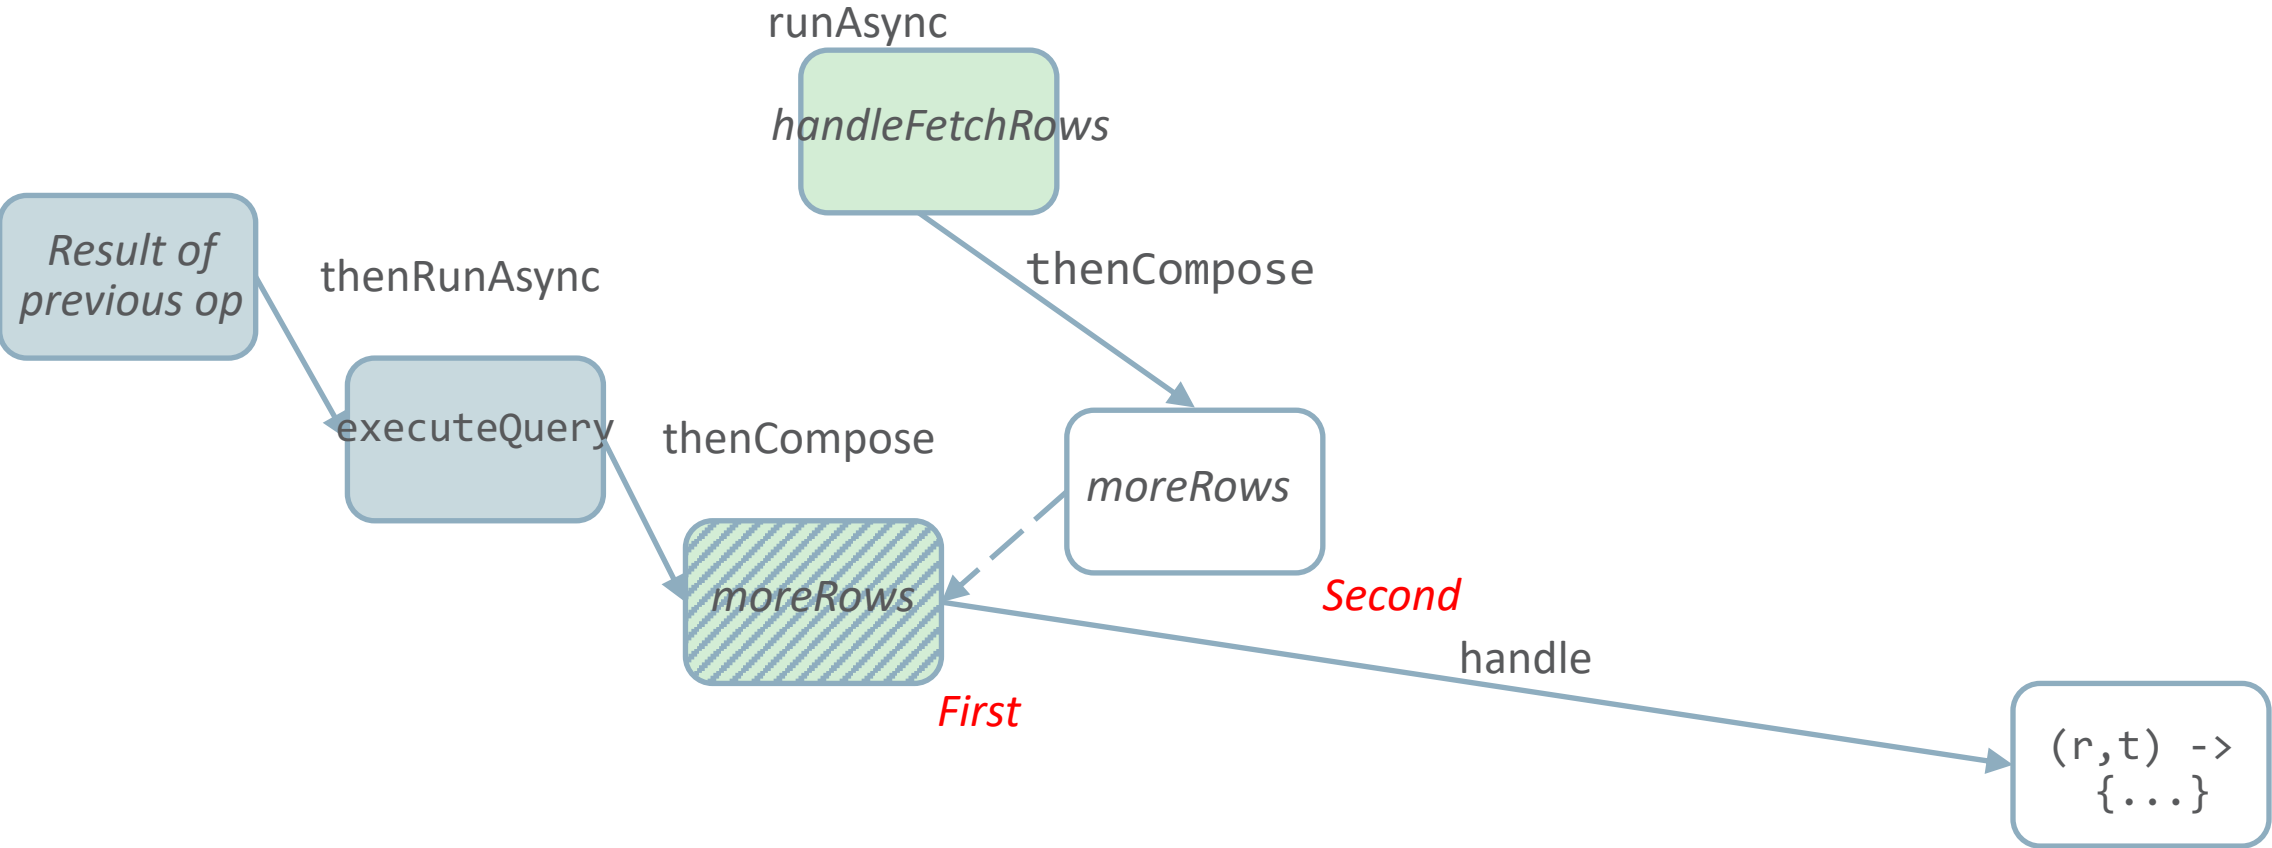 runAsync
handleFetchRows
Result of
previous op
thenRunAsync
thenCompose
executeQuery
thenCompose
moreRows
moreRows
Second
First
handle
(r,t) ->
{...}